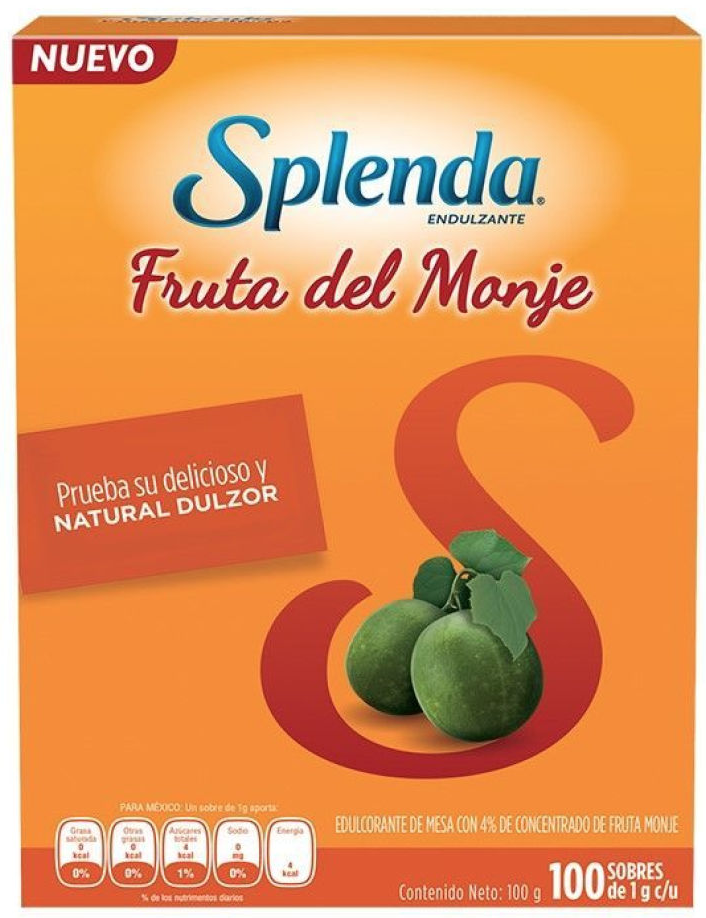 NUEVO
Splenda®
ENDULZANTE
Fruta del Monje
Prueba su delicioso y
NATURAL DULZOR
PARA MÉXICO: Un sobre de 1g aporta:
Grasa saturada 0 kcal 0%
Otras grasas 0 kcal 0%
Azúcares totales 4 kcal 1%
Sodio 0 mg 0%
Energía 4 kcal
% de los nutrimentos diarios
EDULCORANTE DE MESA CON 4% DE CONCENTRADO DE FRUTA MONJE
Contenido Neto: 100 g 100 SOBRES de 1 g c/u